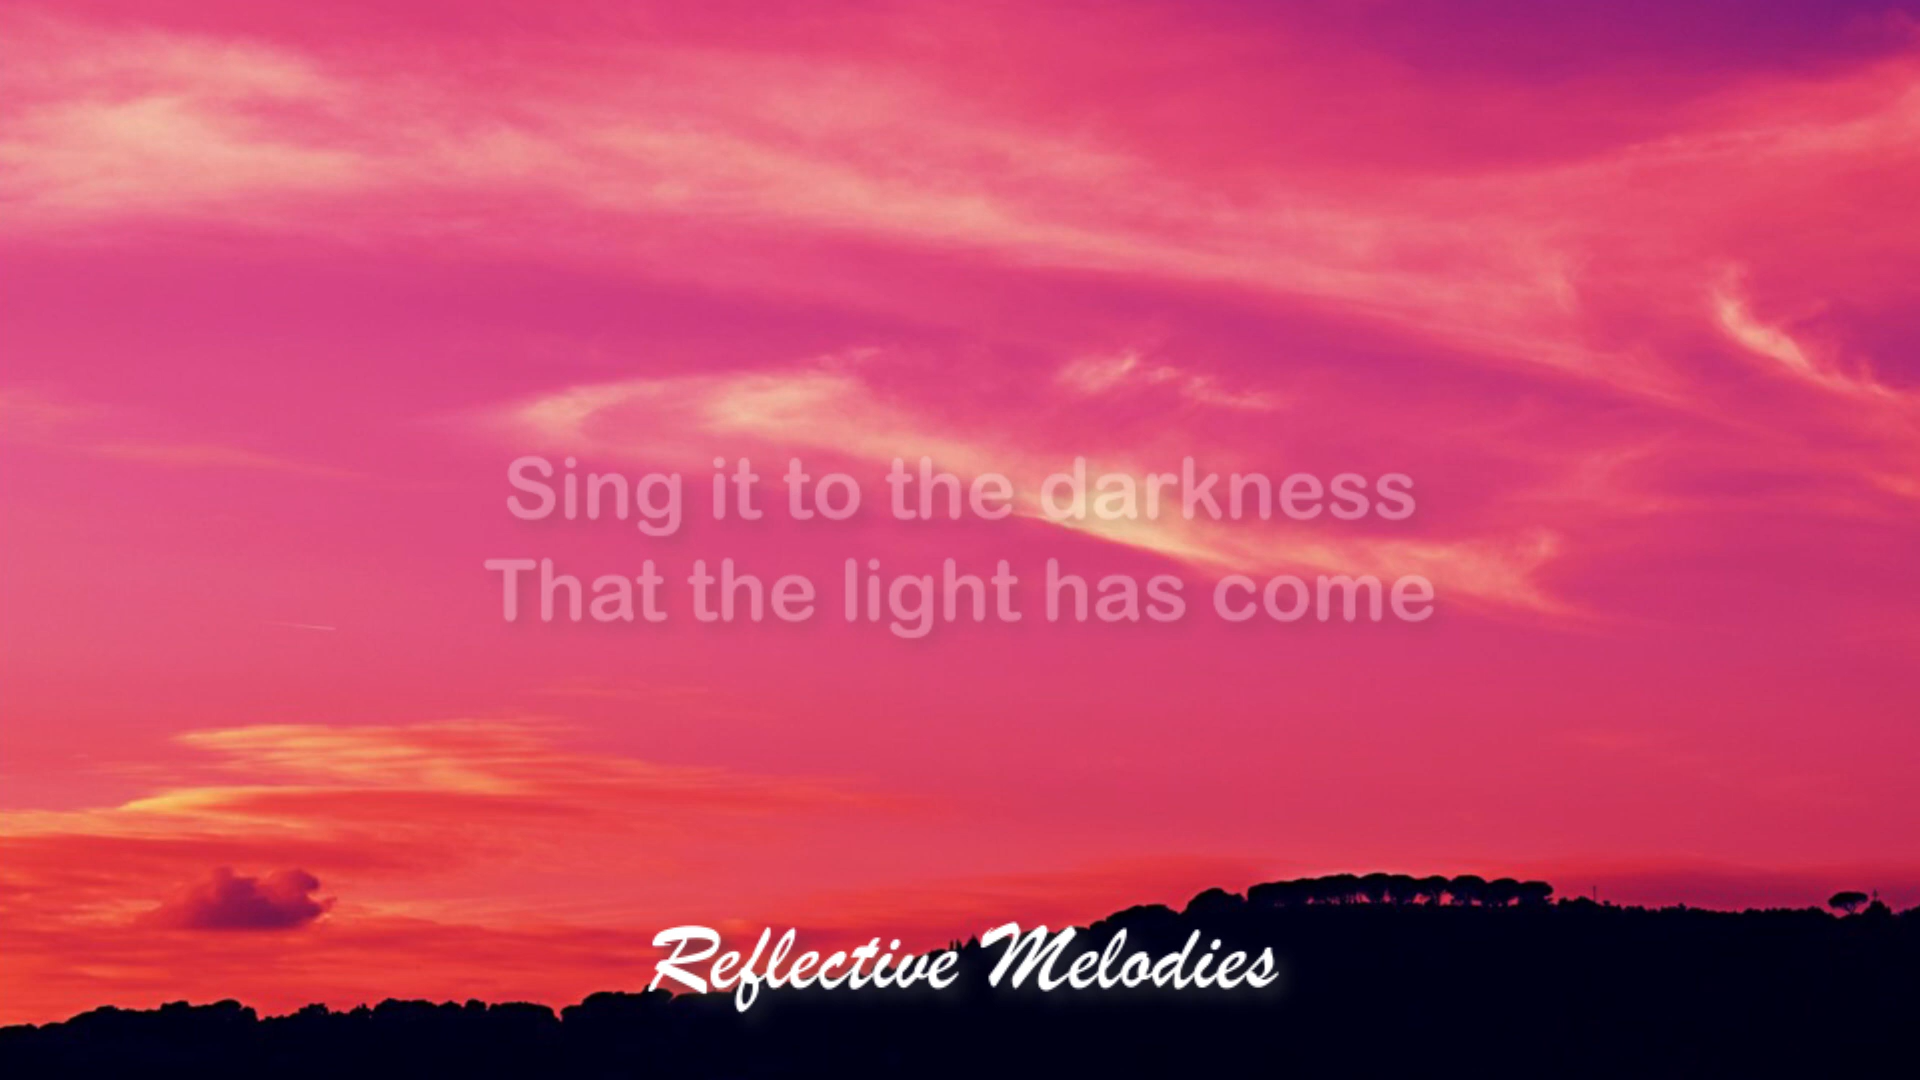 Sing it to the darkness
That the light has come
Reflective Melodies